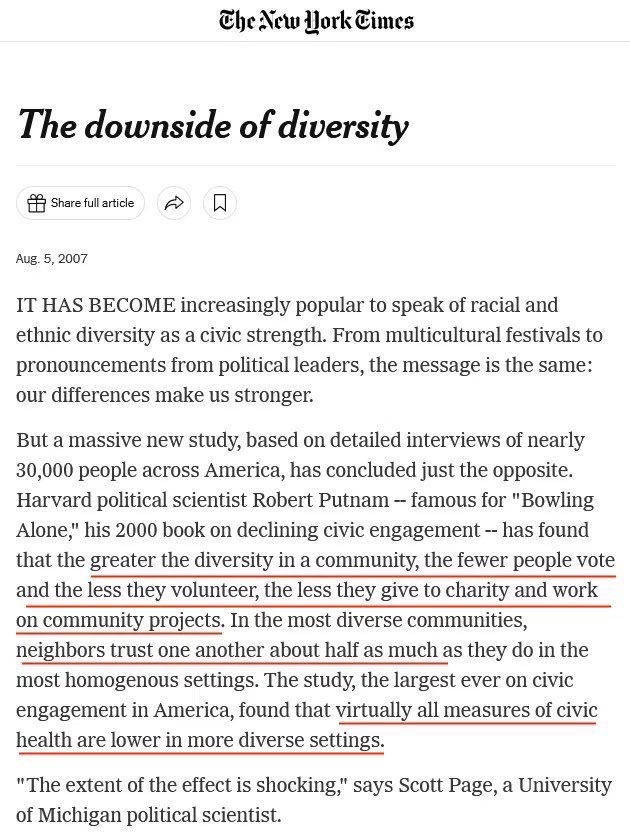 The New York Times
The downside of diversity
Share full article
Aug. 5, 2007
IT HAS BECOME increasingly popular to speak of racial and
ethnic diversity as a civic strength. From multicultural festivals to
pronouncements from political leaders, the message is the same:
our differences make us stronger.
But a massive new study, based on detailed interviews of nearly
30,000 people across America, has concluded just the opposite.
Harvard political scientist Robert Putnam -- famous for "Bowling
Alone," his 2000 book on declining civic engagement -- has found
that the greater the diversity in a community, the fewer people vote
and the less they volunteer, the less they give to charity and work
on community projects. In the most diverse communities,
neighbors trust one another about half as much as they do in the
most homogenous settings. The study, the largest ever on civic
engagement in America, found that virtually all measures of civic
health are lower in more diverse settings.
"The extent of the effect is shocking," says Scott Page, a University
of Michigan political scientist.